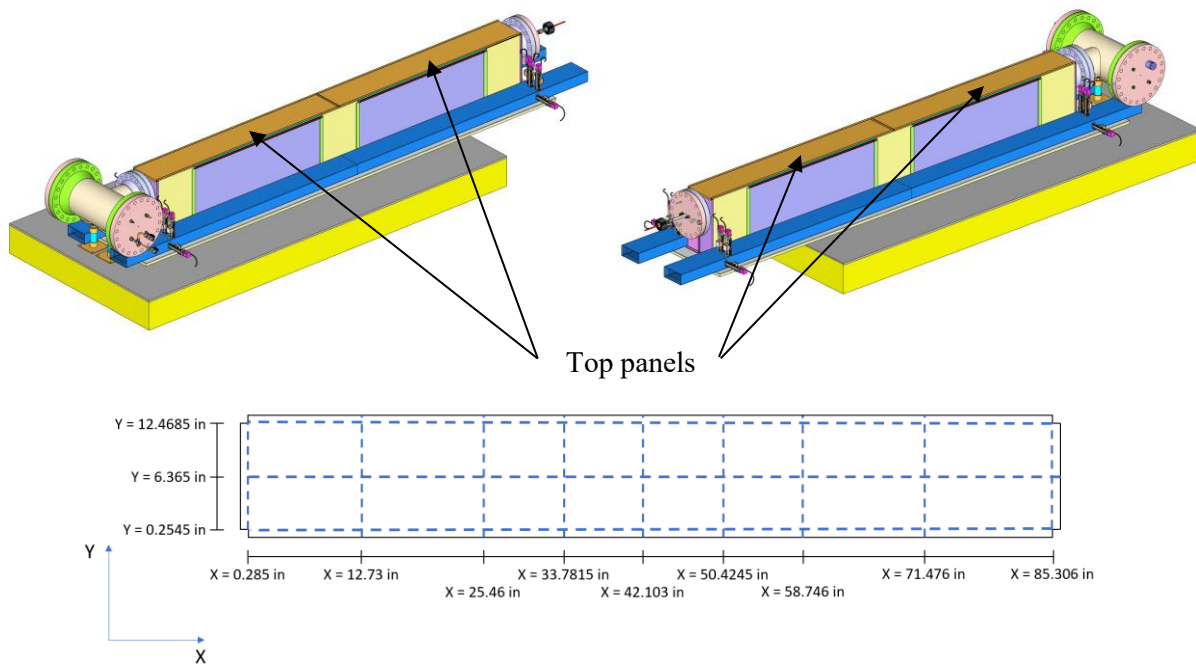 Top panels
Y = 12.4685 in
Y = 6.365 in
Y = 0.2545 in
Y
X
X = 0.285 in
X = 12.73 in
X = 25.46 in
X = 33.7815 in
X = 42.103 in
X = 50.4245 in
X = 58.746 in
X = 71.476 in
X = 85.306 in